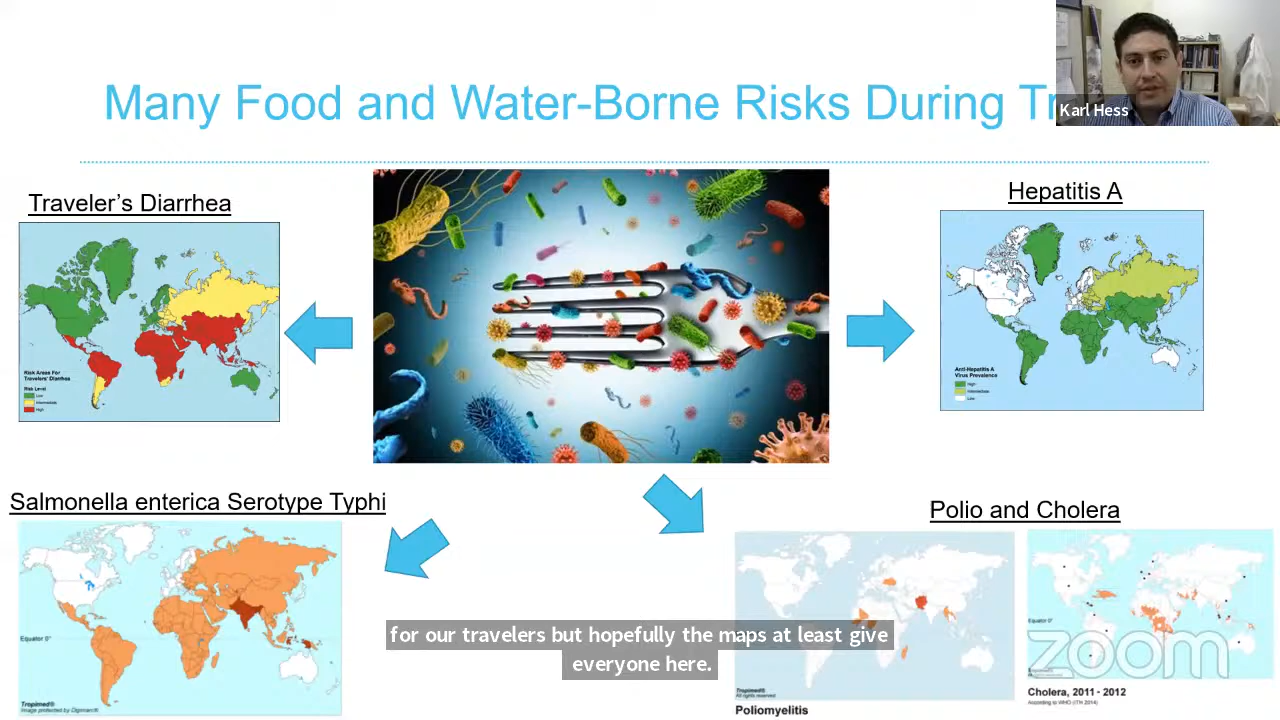 Many Food and Water-Borne Risks During Tr
Karl Hess
Traveler's Diarrhea
Risk Areas For
Travelers' Diarrhea
Risk Level
Low
Intermediate
High
Hepatitis A
Anti-Hepatitis A
Virus Prevalence
High
Intermediate
Low
Salmonella enterica Serotype Typhi
Equator 0°
Tropimed®
Image protected by Digimarc®
Polio and Cholera
Tropimed®
All rights reserved
Poliomyelitis
Equator 0°
Cholera, 2011 - 2012
According to WHO (ITH 2014)
zoom
for our travelers but hopefully the maps at least give
everyone here.